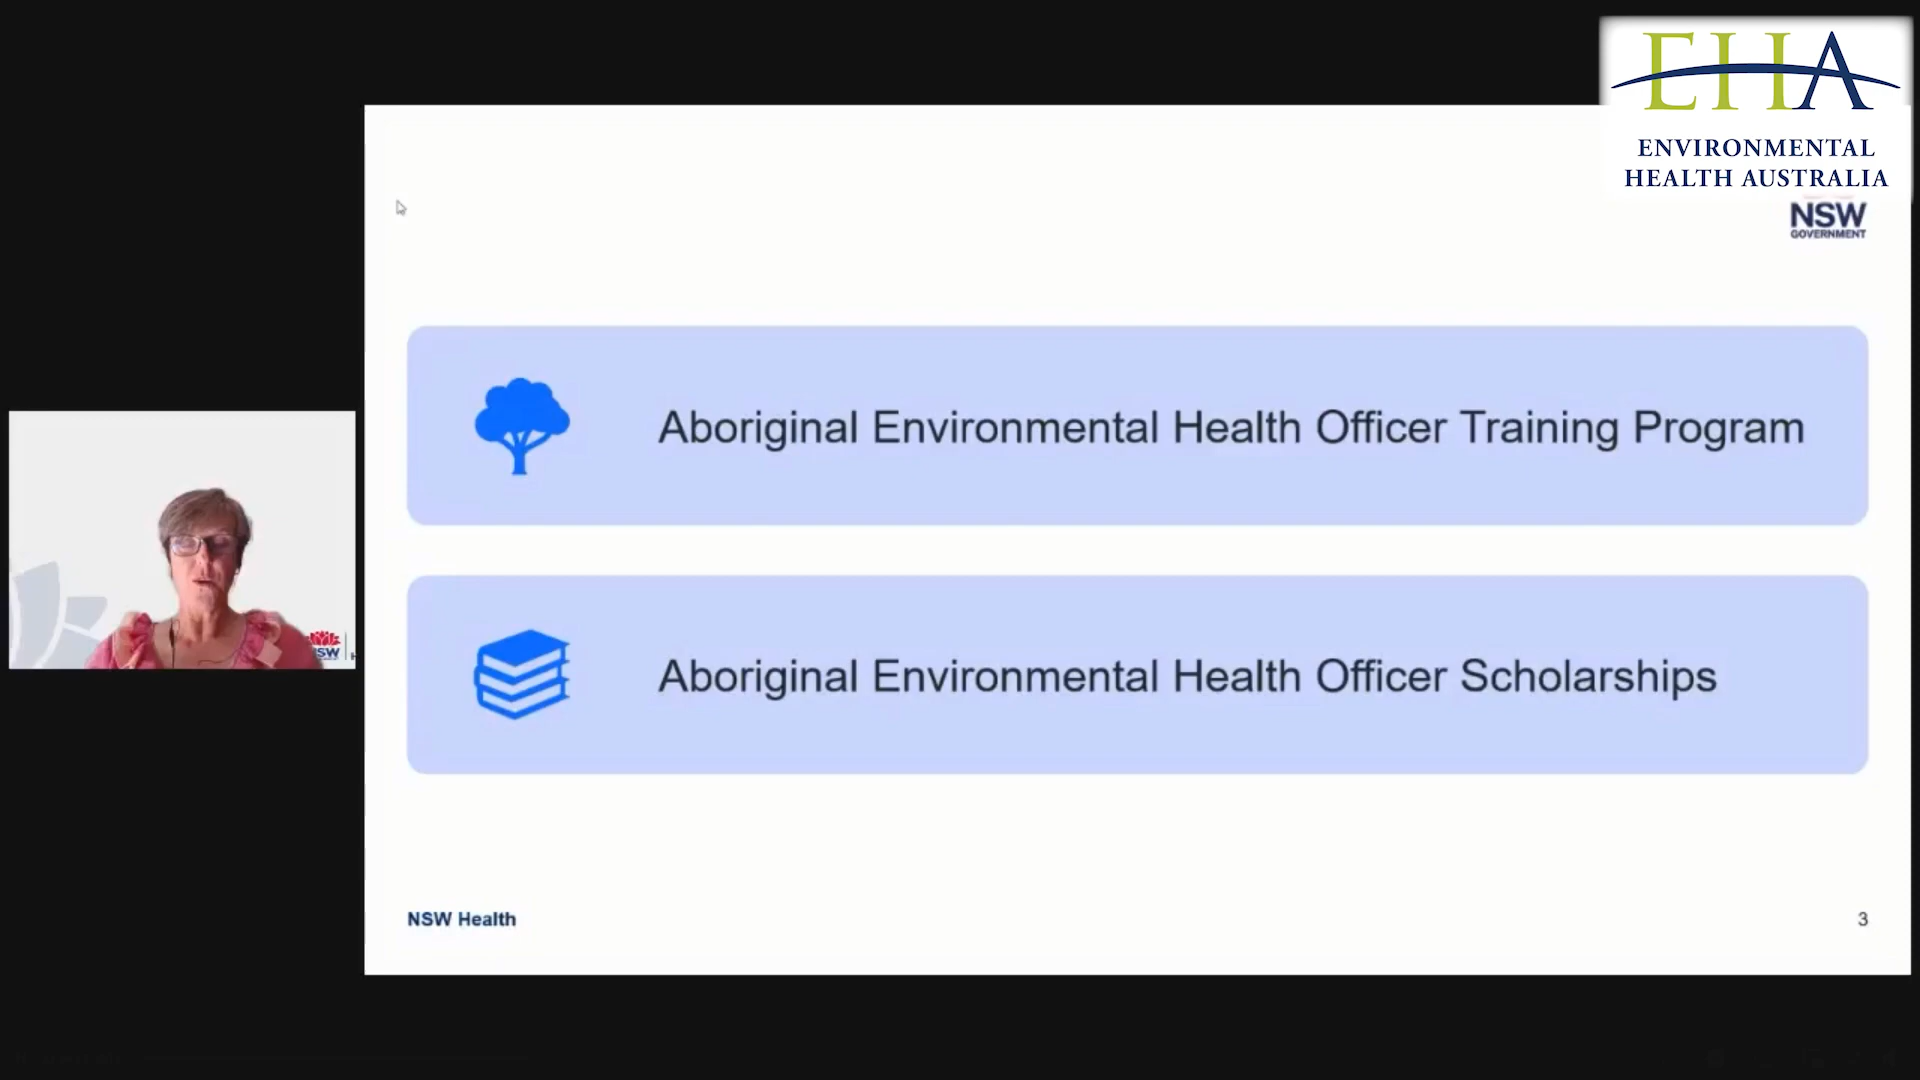 EHA
ENVIRONMENTAL
HEALTH AUSTRALIA
NSW
GOVERNMENT
Aboriginal Environmental Health Officer Training Program
Aboriginal Environmental Health Officer Scholarships
NSW
NSW Health
3